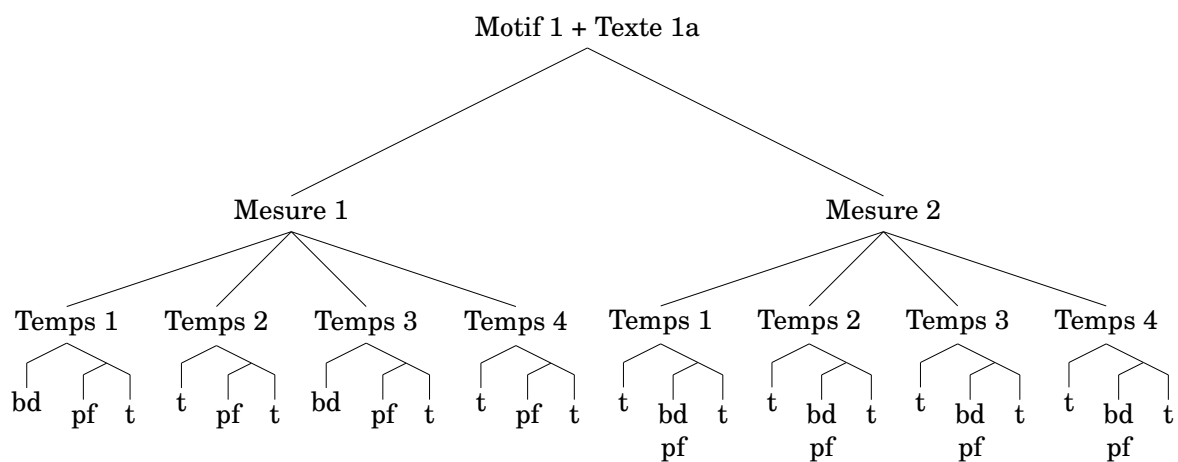 Motif 1 + Texte 1a
Mesure 1 Mesure 2
Temps 1 Temps 2 Temps 3 Temps 4 Temps 1 Temps 2 Temps 3 Temps 4
bd pf t t pf t bd pf t t pf t t bd t t bd t t bd t t bd t
pf pf pf pf